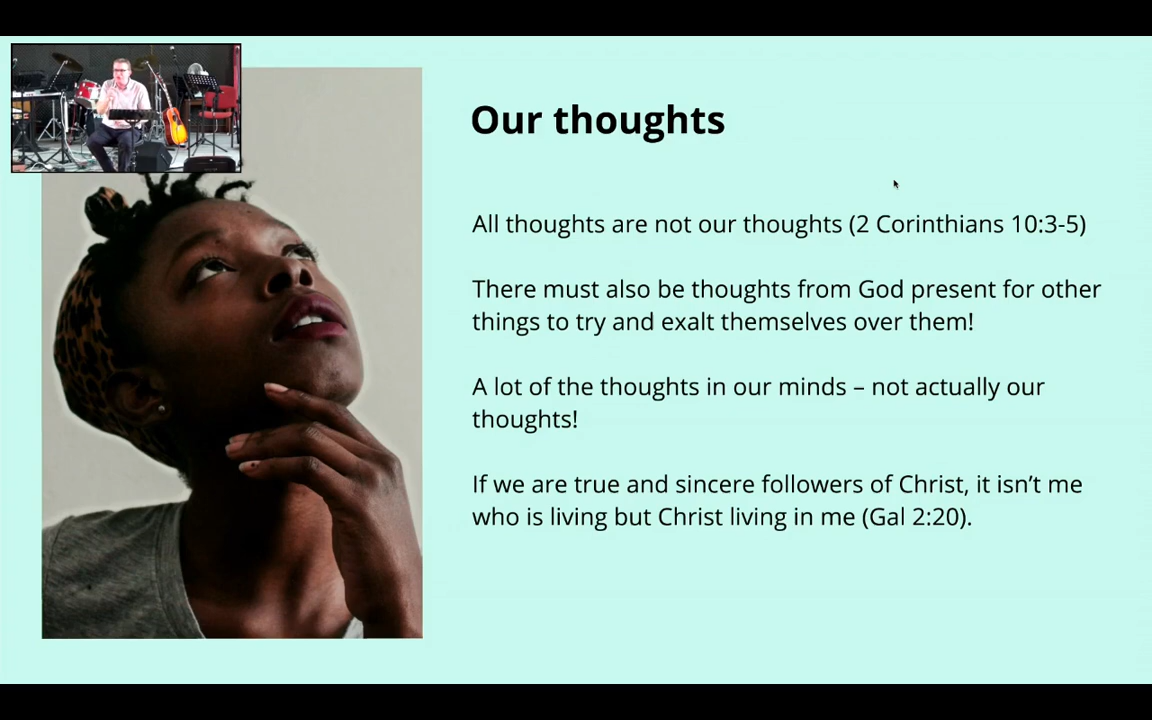 Our thoughts
All thoughts are not our thoughts (2 Corinthians 10:3-5)
There must also be thoughts from God present for other
things to try and exalt themselves over them!
A lot of the thoughts in our minds – not actually our
thoughts!
If we are true and sincere followers of Christ, it isn’t me
who is living but Christ living in me (Gal 2:20).